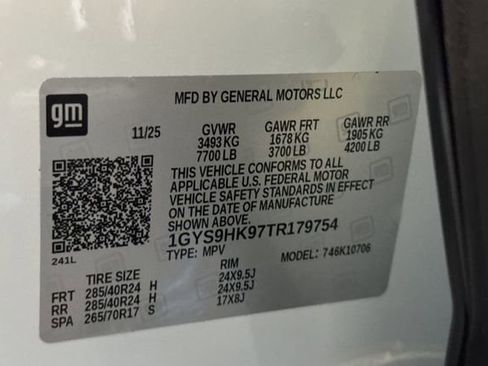 gm
MFD BY GENERAL MOTORS LLC
11/25 GVWR GAWR FRT GAWR RR
3493 KG 1678 KG 1905 KG
7700 LB 3700 LB 4200 LB
THIS VEHICLE CONFORMS TO ALL
APPLICABLE U.S. FEDERAL MOTOR
VEHICLE SAFETY STANDARDS IN EFFECT
ON THE DATE OF MANUFACTURE
SHOWN ABOVE.
1GYS9HK97TR179754
TYPE: MPV MODEL: 746K10706
241L
TIRE SIZE RIM
FRT 285/40R24 H 24X9.5J
RR 285/40R24 H 24X9.5J
SPA 265/70R17 S 17X8J